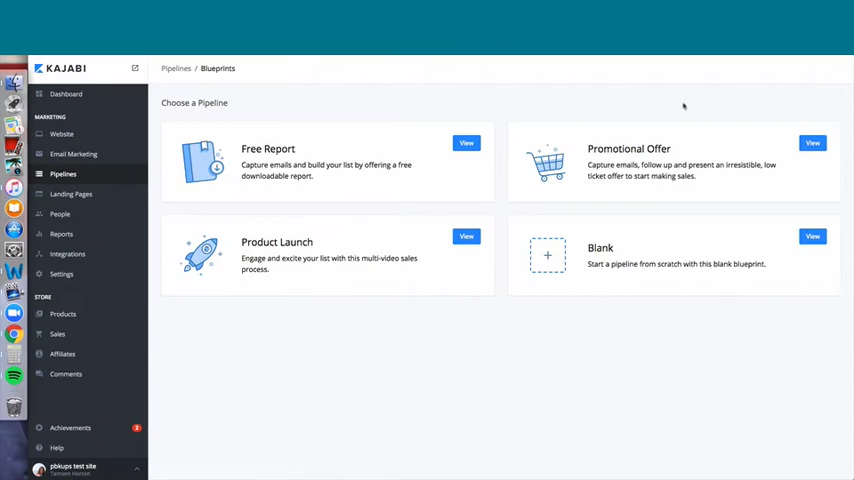 KAJABI
Pipelines / Blueprints
Dashboard
MARKETING
Website
Email Marketing
Pipelines
Landing Pages
People
Reports
Integrations
Settings
STORE
Products
Sales
Affiliates
Comments
Achievements
Help
pbkups test site
Choose a Pipeline
Free Report
View
Capture emails and build your list by offering a free
downloadable report.
Promotional Offer
View
Capture emails, follow up and present an irresistible, low
ticket offer to start making sales.
Product Launch
View
Engage and excite your list with this multi-video sales
process.
Blank
View
Start a pipeline from scratch with this blank blueprint.